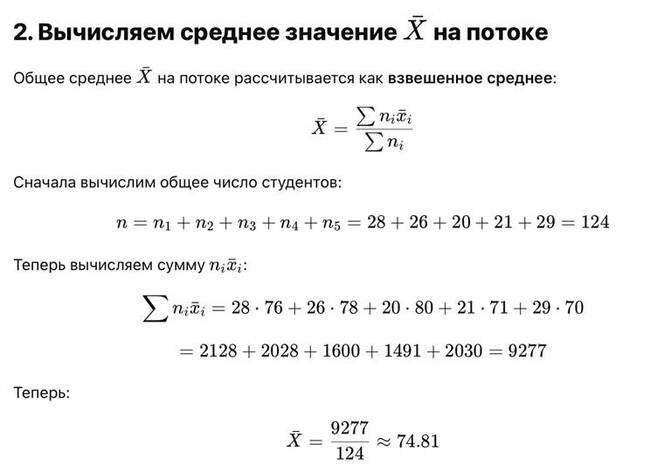 2. Вычисляем среднее значение X̄ на потоке
Общее среднее X̄ на потоке рассчитывается как взвешенное среднее:
X̄ = ∑ nᵢx̄ᵢ / ∑ nᵢ
Сначала вычислим общее число студентов:
n = n₁ + n₂ + n₃ + n₄ + n₅ = 28 + 26 + 20 + 21 + 29 = 124
Теперь вычисляем сумму nᵢx̄ᵢ:
∑ nᵢx̄ᵢ = 28 · 76 + 26 · 78 + 20 · 80 + 21 · 71 + 29 · 70
= 2128 + 2028 + 1600 + 1491 + 2030 = 9277
Теперь:
X̄ = 9277 / 124 ≈ 74.81